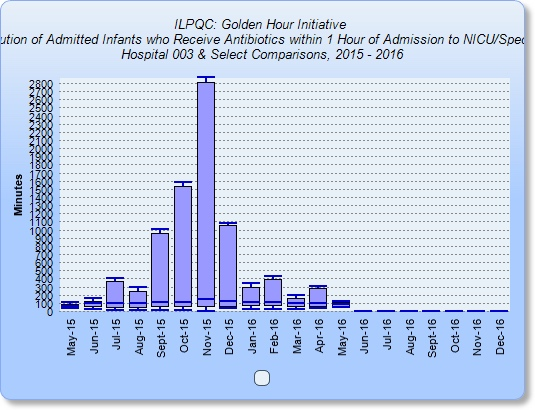 ILPQC: Golden Hour Initiative
of Admitted Infants who Receive Antibiotics within 1 Hour of Admission to
Hospital 003 & Select Comparisons, 2015 - 2016
Minutes
2800
2700
2600
2500
2400
2300
2200
2100
2000
1900
1800
1700
1600
1500
1400
1300
1200
1100
1000
900
800
700
600
500
400
300
200
100
0
May-15
Jun-15
Jul-15
Aug-15
Sept-15
Oct-15
Nov-15
Dec-15
Jan-16
Feb-16
Mar-16
Apr-16
May-16
Jun-16
Jul-16
Aug-16
Sept-16
Oct-16
Nov-16
Dec-16